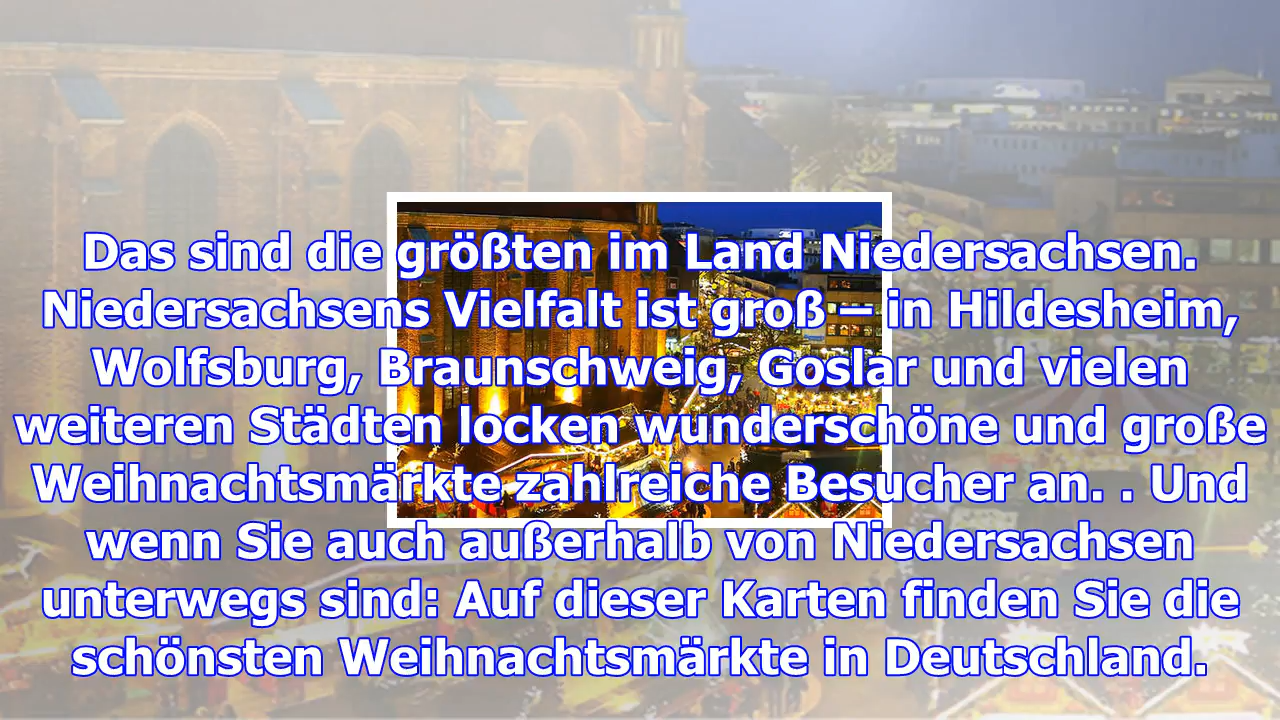 Das sind die größten im Land Niedersachsen.
Niedersachsens Vielfalt ist groß – in Hildesheim,
Wolfsburg, Braunschweig, Goslar und vielen
weiteren Städten locken wunderschöne und große
Weihnachtsmärkte zahlreiche Besucher an. . Und
wenn Sie auch außerhalb von Niedersachsen
unterwegs sind: Auf dieser Karten finden Sie die
schönsten Weihnachtsmärkte in Deutschland.